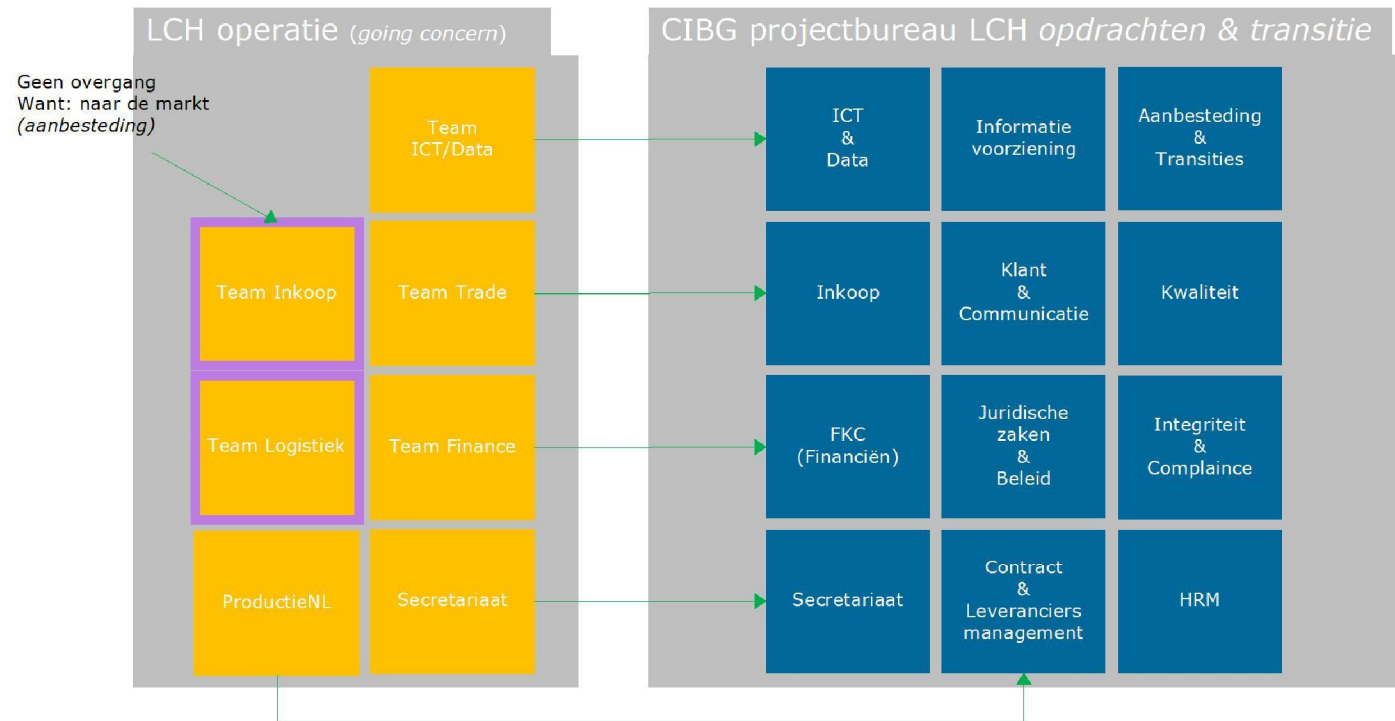 LCH operatie (going concern)
CIBG projectbureau LCH opdrachten & transitie
Geen overgang
Want: naar de markt
(aanbesteding)
Team
ICT/Data
Team Inkoop
Team Trade
Team Logistiek
Team Finance
ProductieNL
Secretariaat
ICT
&
Data
Informatie
voorziening
Aanbesteding
&
Transities
Inkoop
Klant
&
Communicatie
Kwaliteit
FKC
(Financiën)
Juridische
zaken
&
Beleid
Integriteit
&
Complaince
Secretariaat
Contract
&
Leveranciers
management
HRM